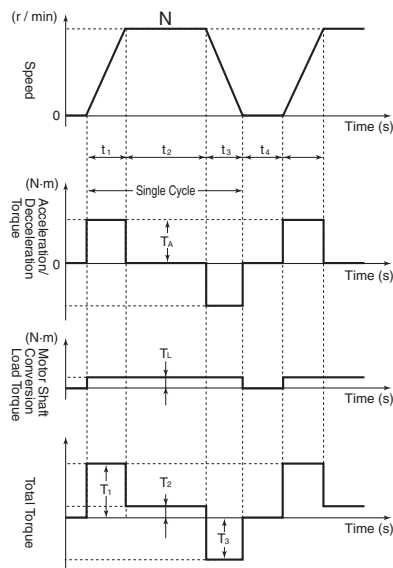 (r / min)
N
Speed
0
Time (s)
t1
t2
t3
t4
(N·m)
Single Cycle
Acceleration/
Decceleration
Torque
TA
0
Time (s)
(N·m)
Motor Shaft
Conversion
Load Torque
TL
Time (s)
Total Torque
T1
T2
T3
Time (s)